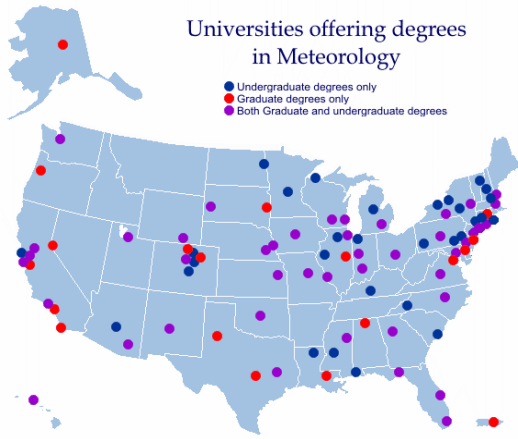 Universities offering degrees
in Meteorology
Undergraduate degrees only
Graduate degrees only
Both Graduate and undergraduate degrees